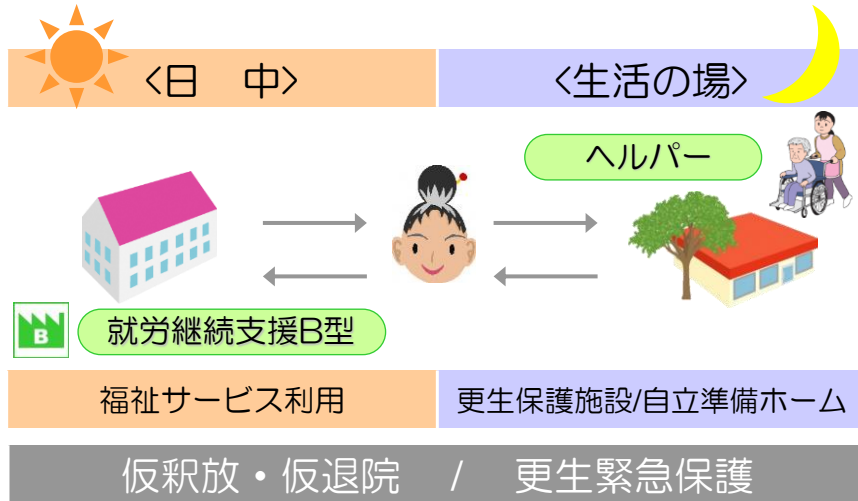 <日　中>
<生活の場>
ヘルパー
B
就労継続支援B型
福祉サービス利用
更生保護施設/自立準備ホーム
仮釈放・仮退院　/　更生緊急保護